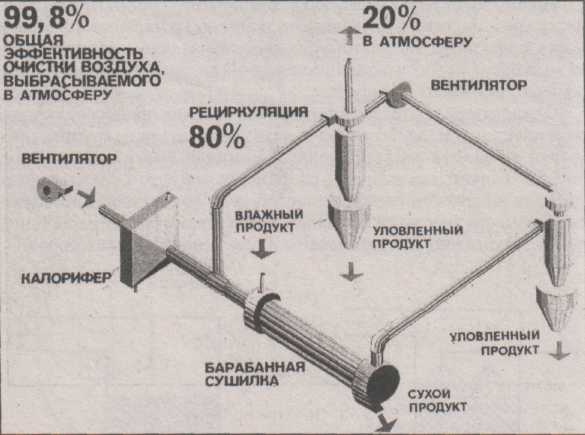 99,8%
ОБЩАЯ
ЭФФЕКТИВНОСТЬ
ОЧИСТКИ ВОЗДУХА,
ВЫБРАСЫВАЕМОГО
В АТМОСФЕРУ
20%
В АТМОСФЕРУ
ВЕНТИЛЯТОР
РЕЦИРКУЛЯЦИЯ
80%
ВЕНТИЛЯТОР
ВЛАЖНЫЙ
ПРОДУКТ
УЛОВЛЕННЫЙ
ПРОДУКТ
КАЛОРИФЕР
УЛОВЛЕННЫЙ
ПРОДУКТ
БАРАБАННАЯ
СУШИЛКА
СУХОЙ
ПРОДУКТ